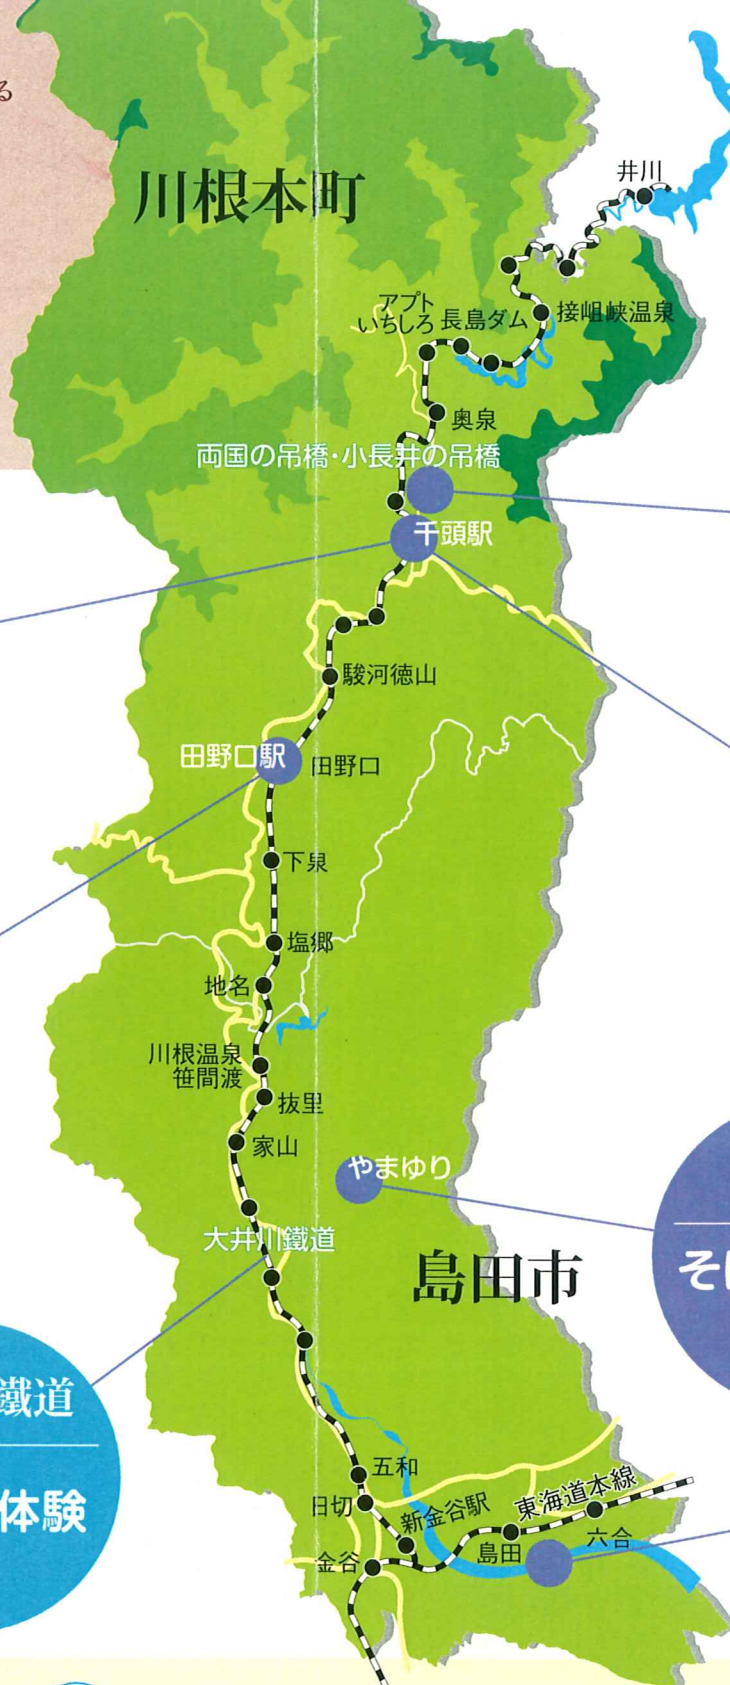 る
川根本町
井川
アプト
いちしろ
長島ダム
接岨峡温泉
奥泉
両国の吊橋・小長井の吊橋
千頭駅
駿河徳山
田野口駅
田野口
下泉
塩郷
地名
川根温泉
笹間渡
抜里
家山
やまゆり
大井川鐵道
島田市
そ
鐵道
体験
五和
日切
新金谷駅
東海道本線
金谷
島田
六合